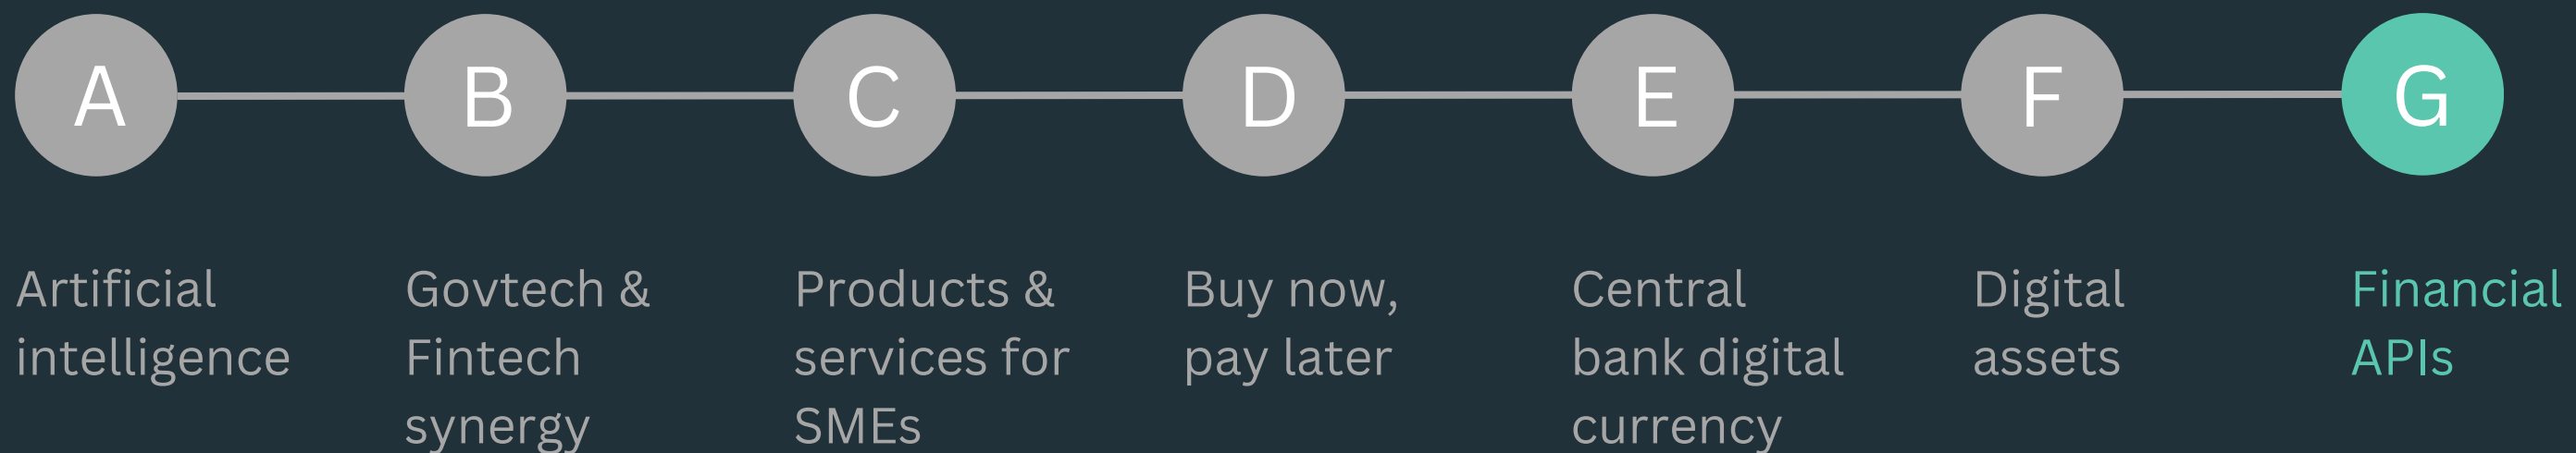 A
B
C
D
E
F
G
Artificial
intelligence
Govtech &
Fintech
synergy
Products &
services for
SMEs
Buy now,
pay later
Central
bank digital
currency
Digital
assets
Financial
APIs